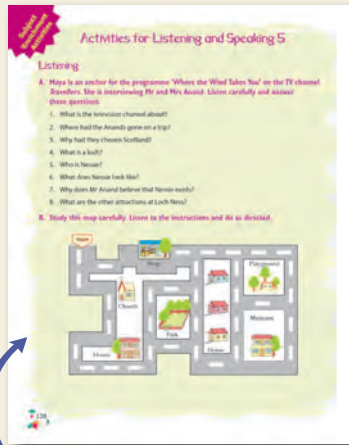 Subject
Enrichment
Activities
Activities for Listening and Speaking 5
Listening
A. Maya is an anchor for the programme 'Where the Wind Takes You' on the TV channel
Travellers. She is interviewing Mr and Mrs Anand. Listen carefully and answer
these questions.
1. What is the television channel about?
2. Where had the Anands gone on a trip?
3. Why had they chosen Scotland?
4. What is a loch?
5. Who is Nessie?
6. What does Nessie look like?
7. Why does Mr Anand believe that Nessie exists?
8. What are the other attractions at Loch Ness?
B. Study this map carefully. Listen to the instructions and do as directed.
Shop
Playground
Church
Park
Museum
House
House
128